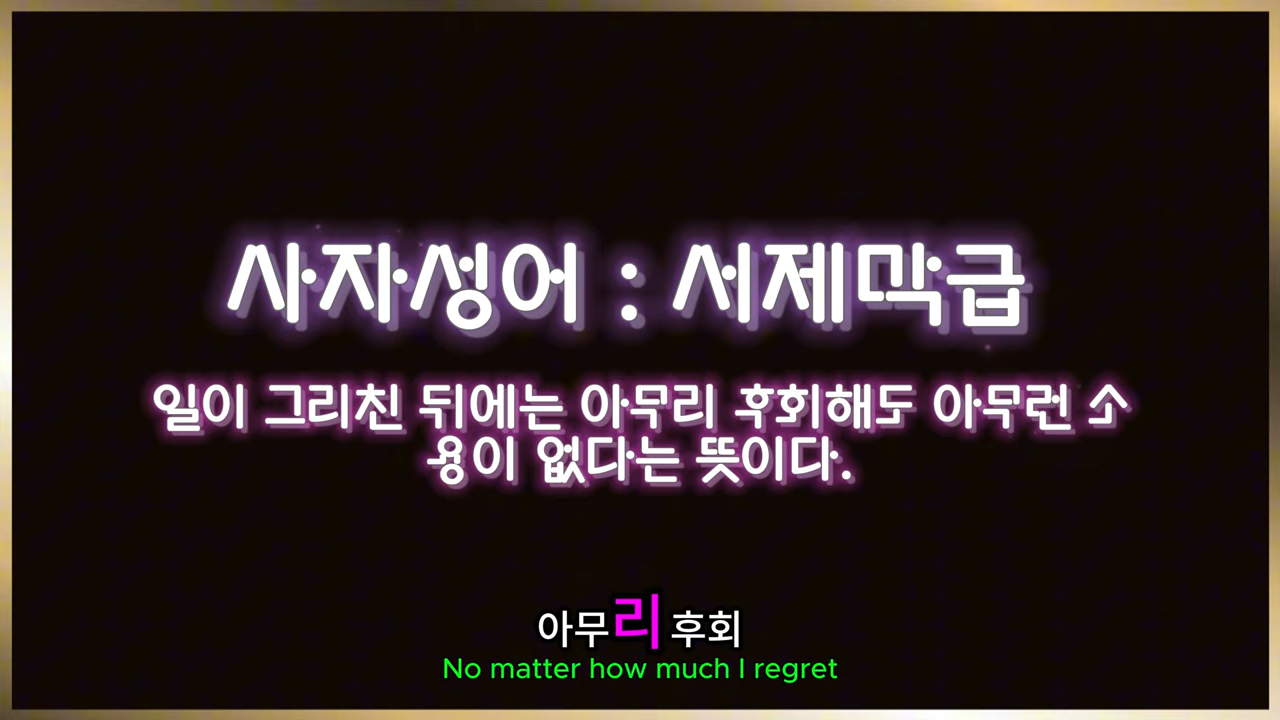 사자성어 : 서제막급
일이 그리친 뒤에는 아무리 후회해도 아무런 소
용이 없다는 뜻이다.
아무리 후회
No matter how much I regret